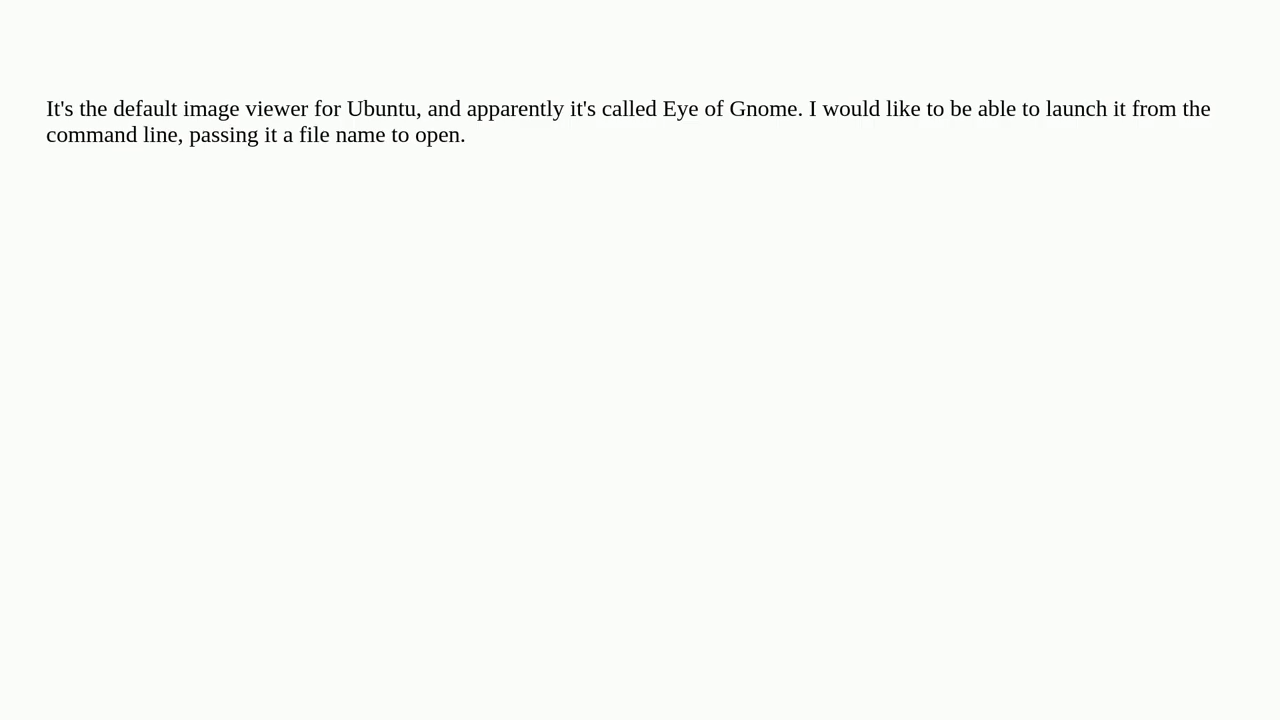 It's the default image viewer for Ubuntu, and apparently it's called Eye of Gnome. I would like to be able to launch it from the
command line, passing it a file name to open.